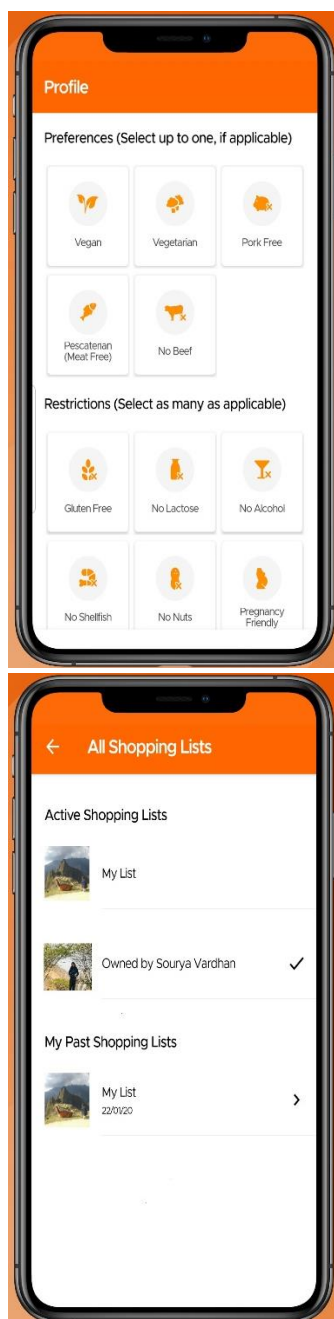 Profile
Preferences (Select up to one, if applicable)
Vegan
Vegetarian
Pork Free
Pescaterian
(Meat Free)
No Beef
Restrictions (Select as many as applicable)
Gluten Free
No Lactose
No Alcohol
No Shellfish
No Nuts
Pregnancy
Friendly
All Shopping Lists
Active Shopping Lists
My List
Owned by Sourya Vardhan
My Past Shopping Lists
My List
22/01/20